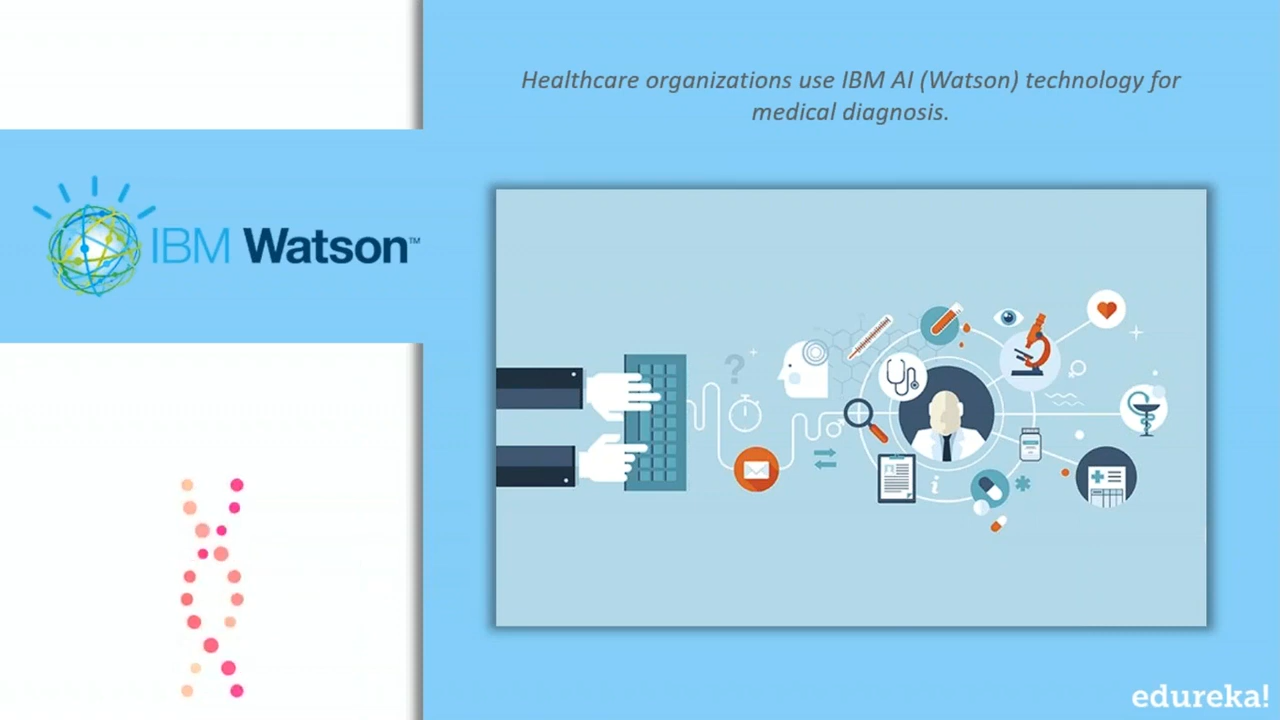 Healthcare organizations use IBM AI (Watson) technology for
medical diagnosis.
IBM Watson™
?
i
edureka!